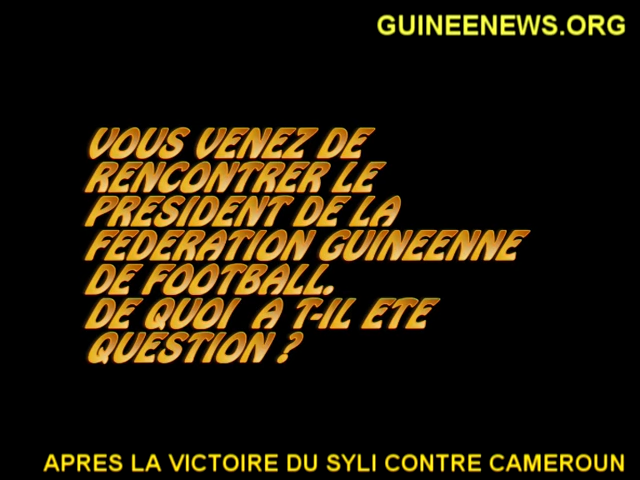 GUINEENEWS.ORG
VOUS VENEZ DE
RENCONTRER LE
PRESIDENT DE LA
FEDERATION GUINEENNE
DE FOOTBALL.
DE QUOI A T-IL ETE
QUESTION ?
APRES LA VICTOIRE DU SYLI CONTRE CAMEROUN